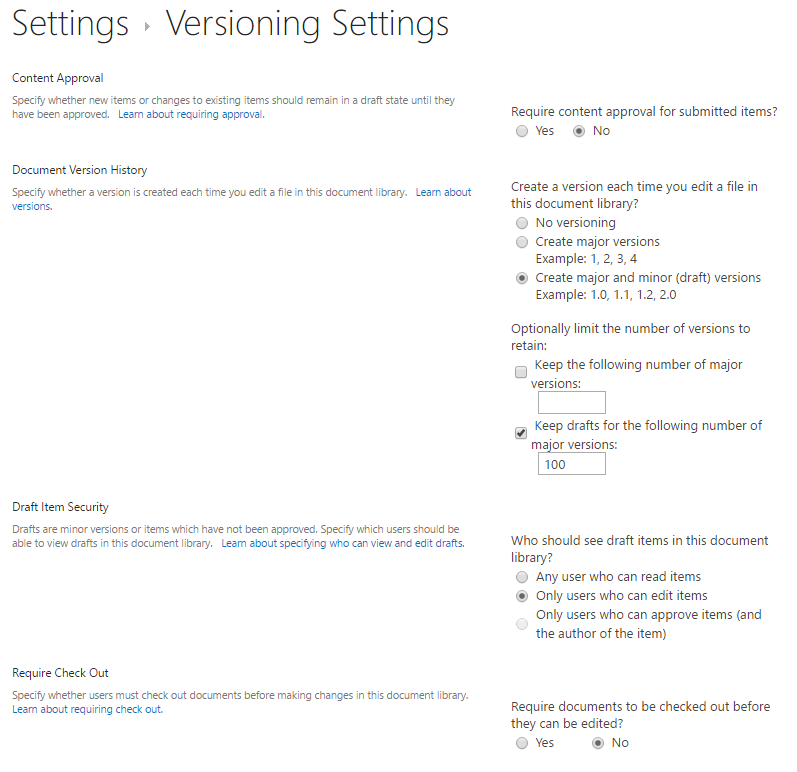 Settings ▸ Versioning Settings
Content Approval
Specify whether new items or changes to existing items should remain in a draft state until they
have been approved. Learn about requiring approval.
Require content approval for submitted items?
Yes No
Document Version History
Specify whether a version is created each time you edit a file in this document library. Learn about
versions.
Create a version each time you edit a file in
this document library?
No versioning
Create major versions
Example: 1, 2, 3, 4
Create major and minor (draft) versions
Example: 1.0, 1.1, 1.2, 2.0
Optionally limit the number of versions to
retain:
Keep the following number of major
versions:
Keep drafts for the following number of
major versions:
100
Draft Item Security
Drafts are minor versions or items which have not been approved. Specify which users should be
able to view drafts in this document library. Learn about specifying who can view and edit drafts.
Who should see draft items in this document
library?
Any user who can read items
Only users who can edit items
Only users who can approve items (and
the author of the item)
Require Check Out
Specify whether users must check out documents before making changes in this document library.
Learn about requiring check out.
Require documents to be checked out before
they can be edited?
Yes No